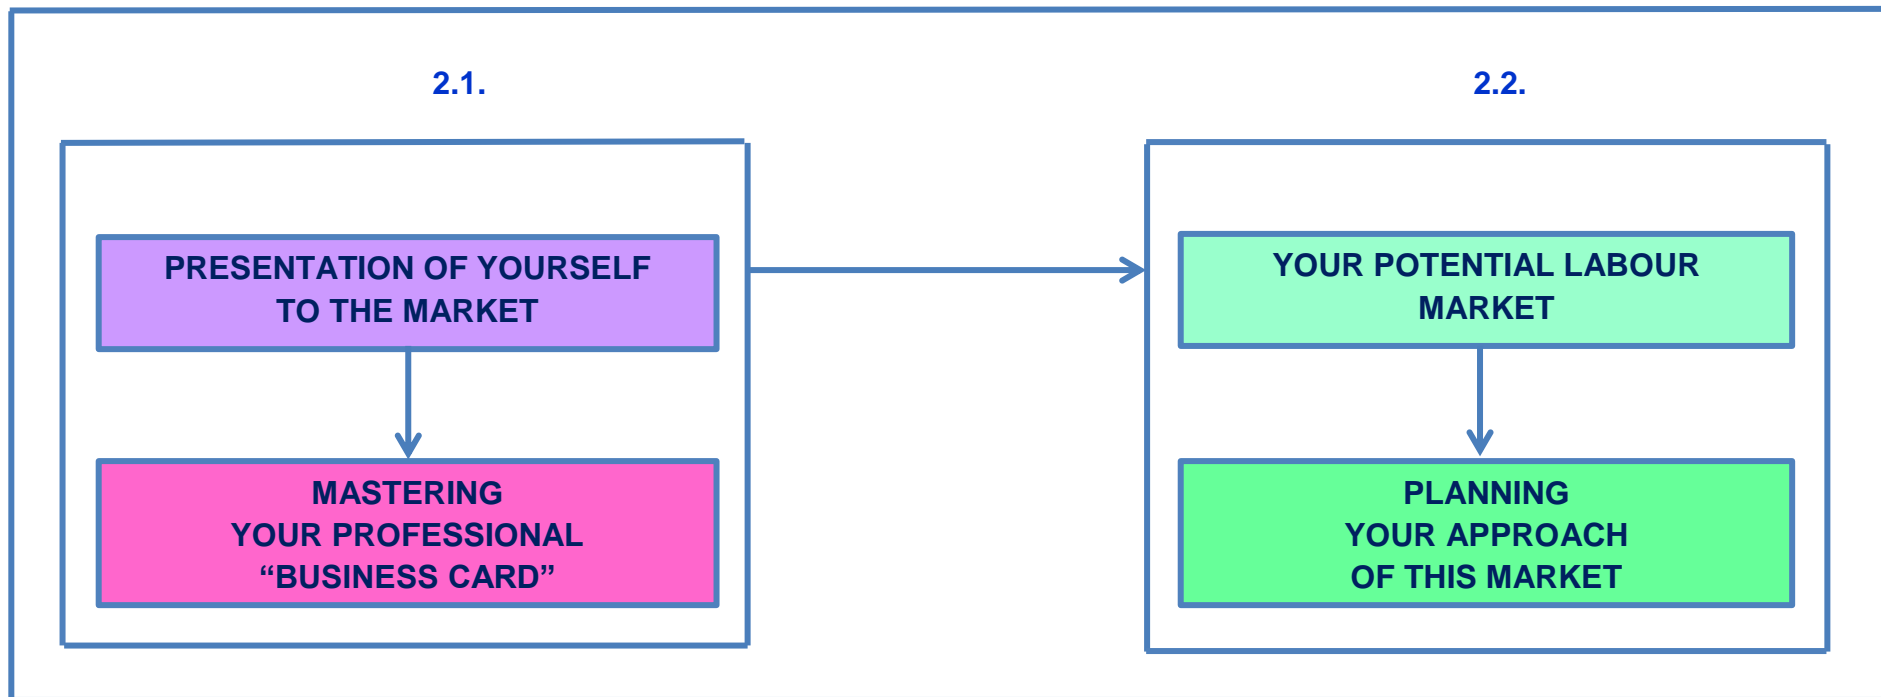 2.1.
PRESENTATION OF YOURSELF
TO THE MARKET
MASTERING
YOUR PROFESSIONAL
“BUSINESS CARD”
2.2.
YOUR POTENTIAL LABOUR
MARKET
PLANNING
YOUR APPROACH
OF THIS MARKET